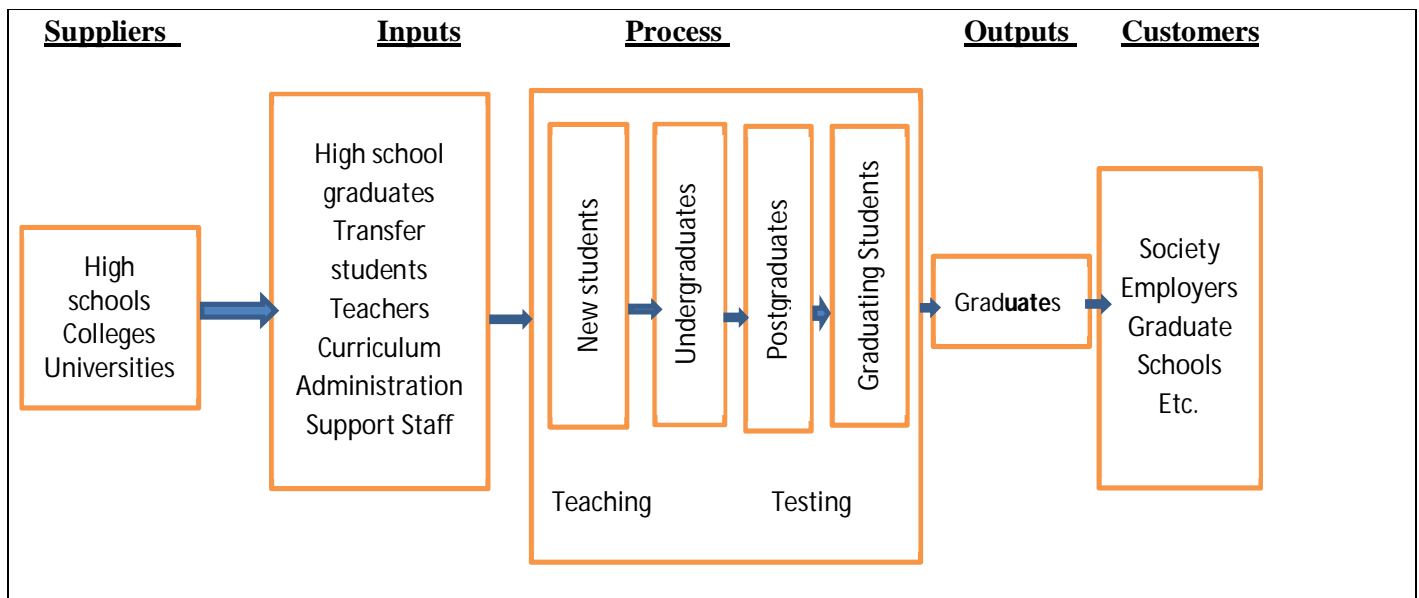 Suppliers Inputs Process Outputs Customers
High
schools
Colleges
Universities
High school
graduates
Transfer
students
Teachers
Curriculum
Administration
Support Staff
New students
Undergraduates
Postgraduates
Graduating Students
Teaching Testing
Graduates
Society
Employers
Graduate
Schools
Etc.